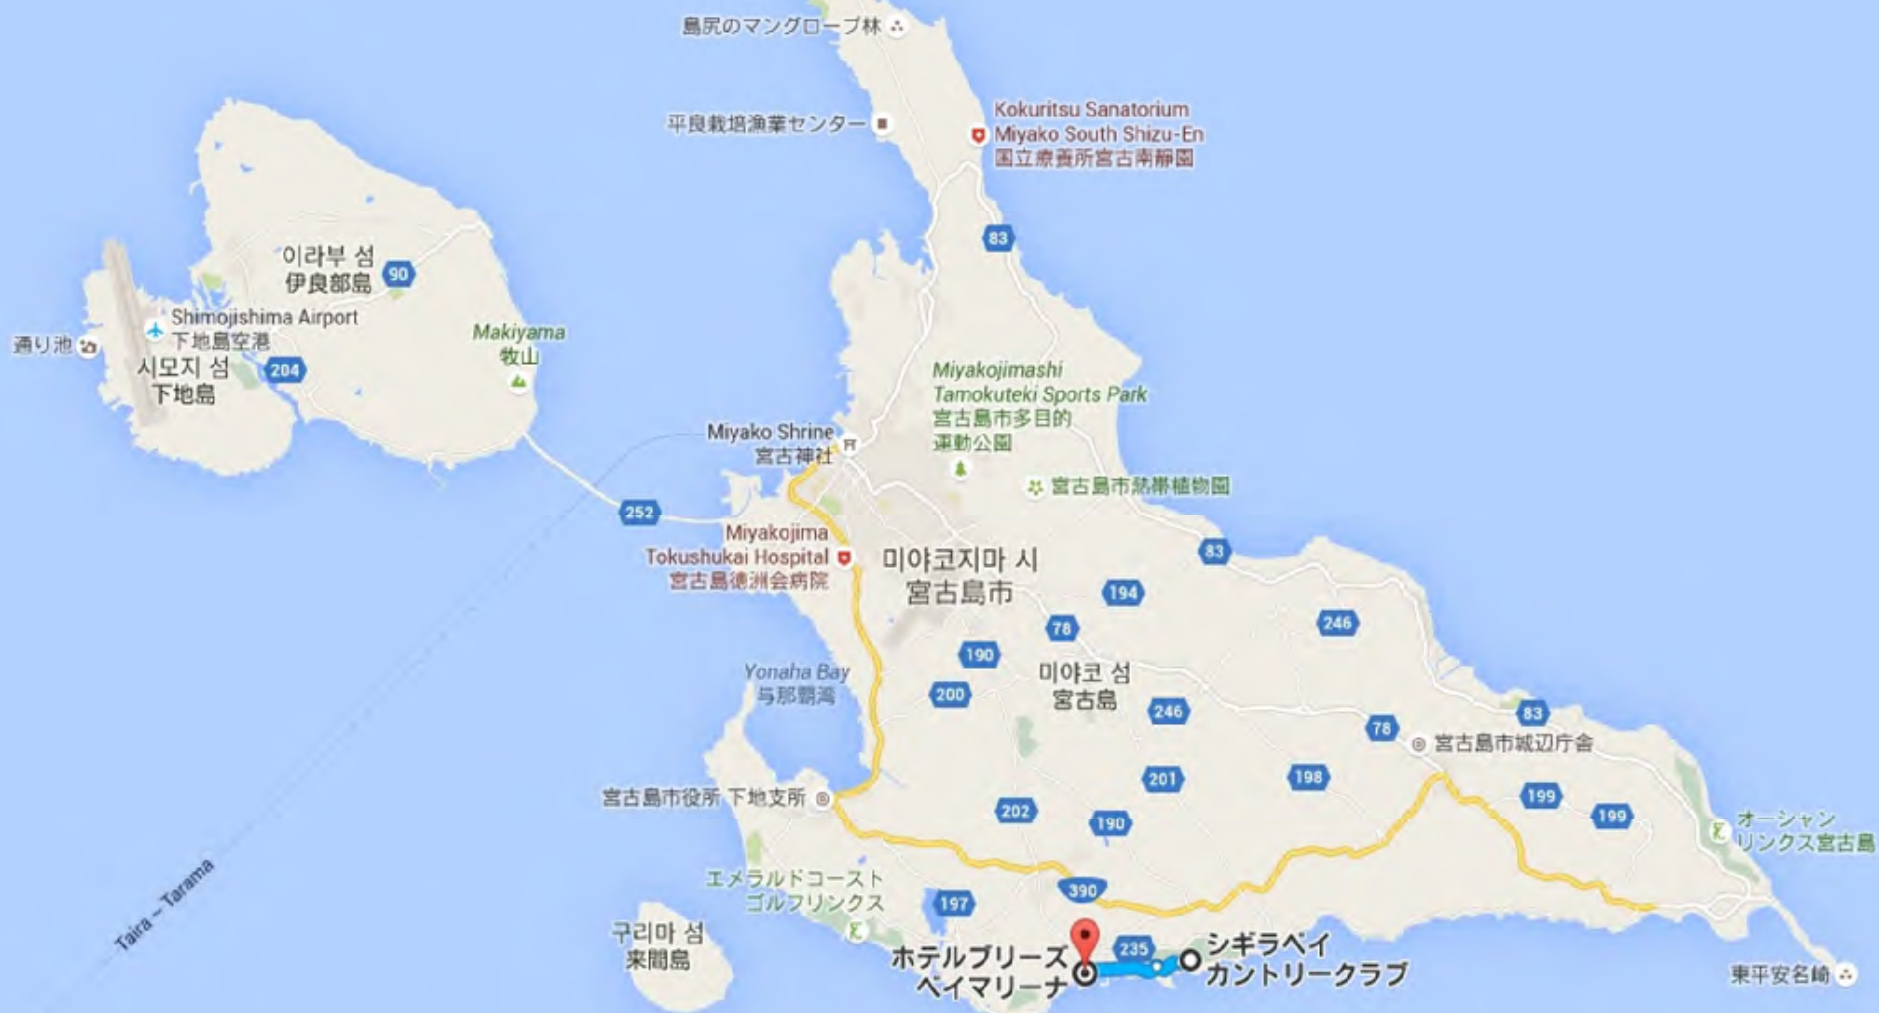 島尻のマングローブ林
平良栽培漁業センター
Kokuritsu Sanatorium
Miyako South Shizu-En
国立療養所宮古南靜園
83
이라부 섬
伊良部島
90
Shimojishima Airport
下地島空港
通り池
시모지 섬
下地島
204
Makiyama
牧山
Miyakojimashi
Tamokuteki Sports Park
宮古島市多目的
運動公園
Miyako Shrine
宮古神社
宮古島市熱帯植物園
252
Miyakojima
Tokushukai Hospital
宮古島徳洲会病院
미야코지마 시
宮古島市
83
194
246
78
190
미야코 섬
宮古島
Yonaha Bay
与那覇湾
200
246
83
78
宮古島市城辺庁舎
宮古島市役所 下地支所
201
198
199
199
202
190
オーシャン
リンクス宮古島
エメラルドコースト
ゴルフリンクス
390
197
Taira – Tarama
구리마 섬
来間島
ホテルブリーズ
ベイマリーナ
235
シギラベイ
カントリークラブ
東平安名崎